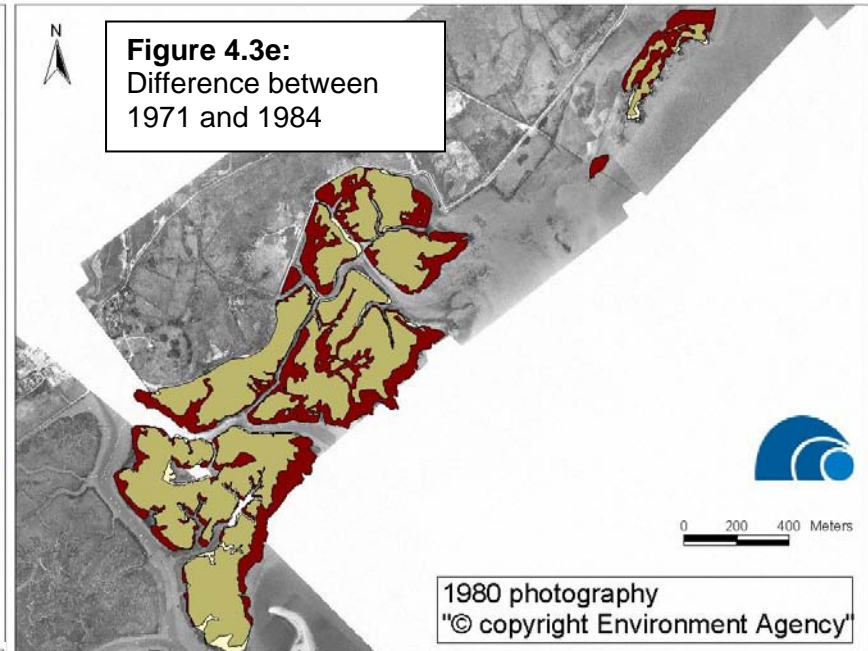 N
Figure 4.3e:
Difference between
1971 and 1984
0 200 400 Meters
1980 photography
"© copyright Environment Agency"